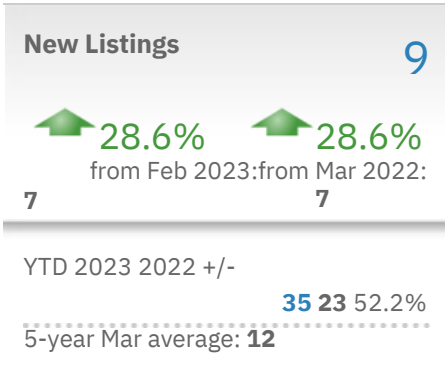 New Listings 9
28.6% 28.6%
from Feb 2023:from Mar 2022:
7 7
YTD 2023 2022 +/-
35 23 52.2%
5-year Mar average: 12